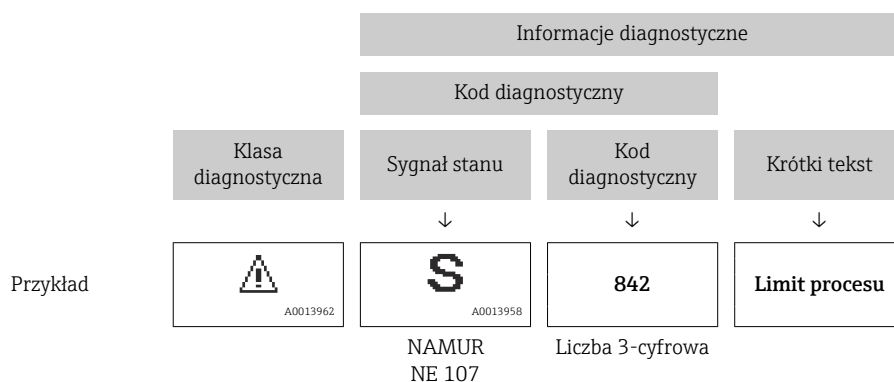 Informacje diagnostyczne
Kod diagnostyczny
Klasa
diagnostyczna
Sygnał stanu
Kod
diagnostyczny
Krótki tekst
↓ ↓ ↓
Przykład
A0013962
S
A0013958
842
Limit procesu
NAMUR
NE 107
Liczba 3-cyfrowa